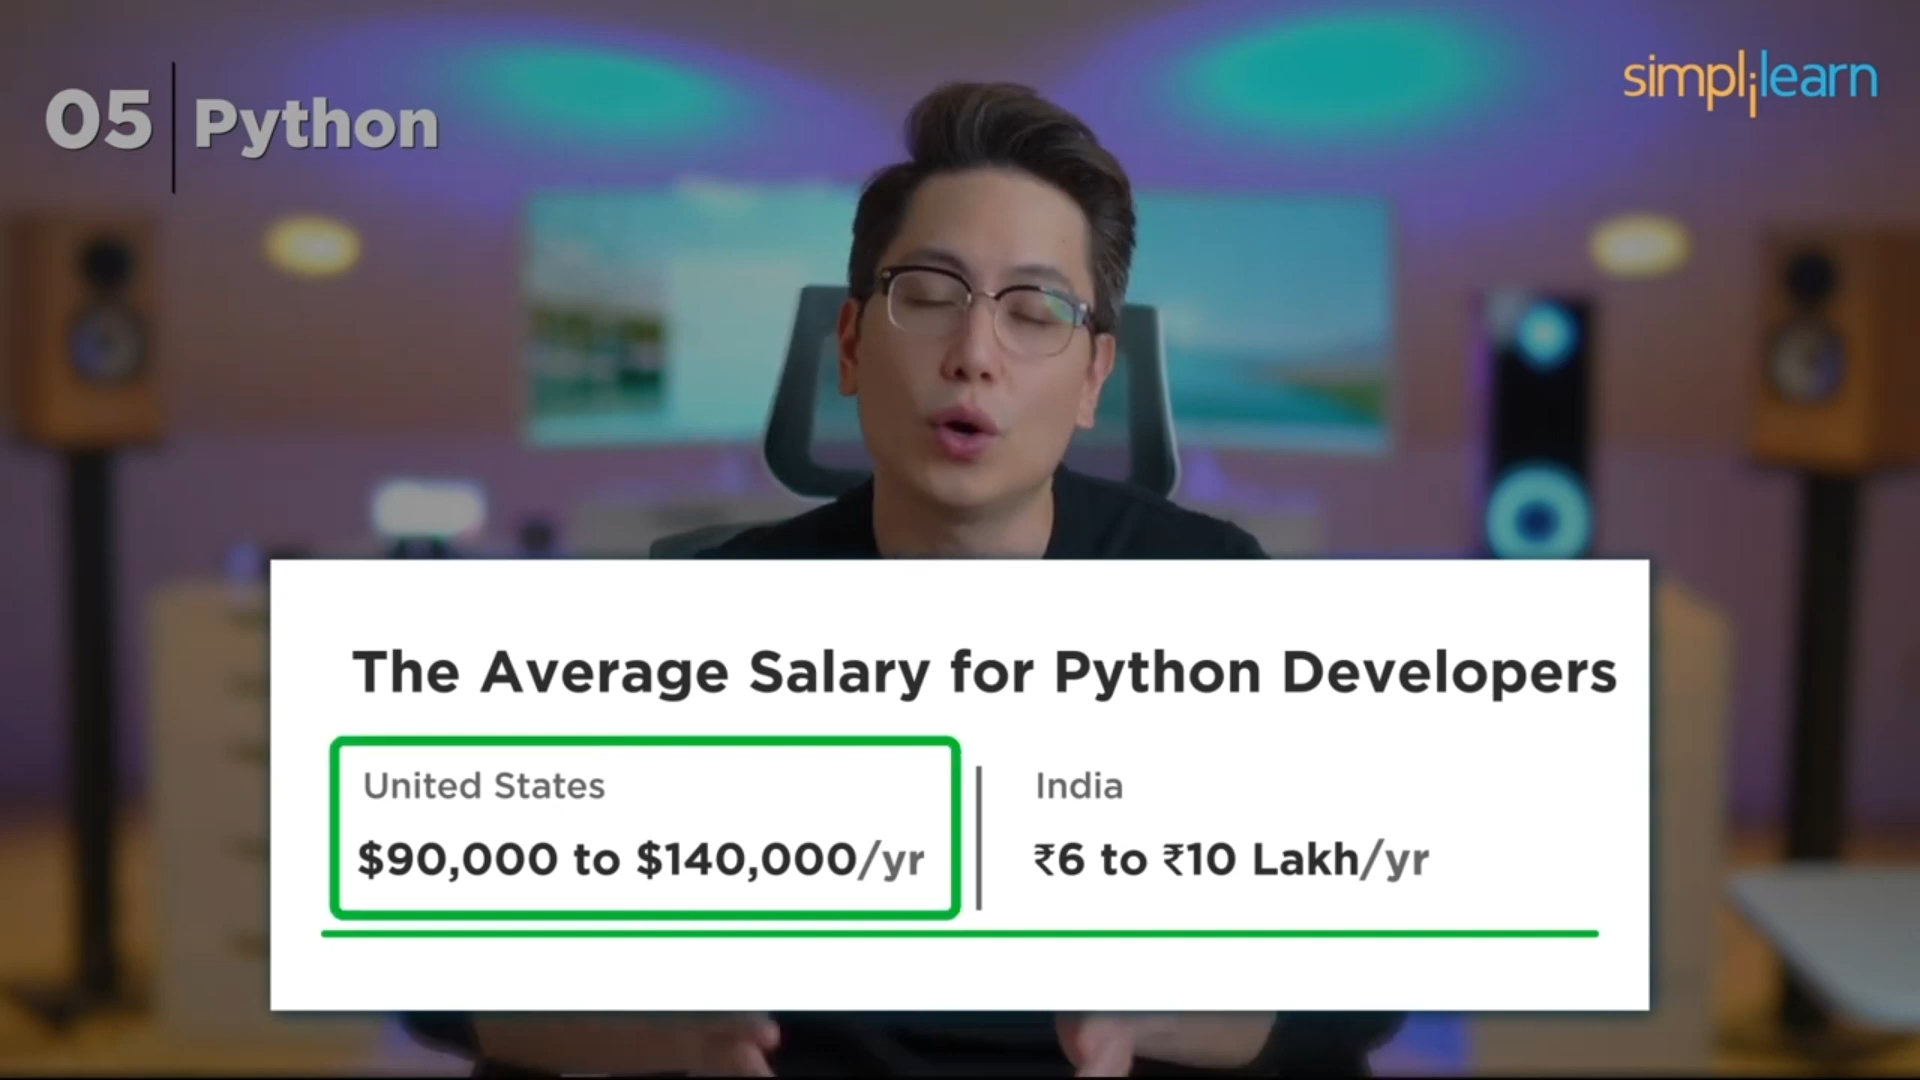 05 | Python
simplilearn
The Average Salary for Python Developers
United States
$90,000 to $140,000/yr
India
₹6 to ₹10 Lakh/yr